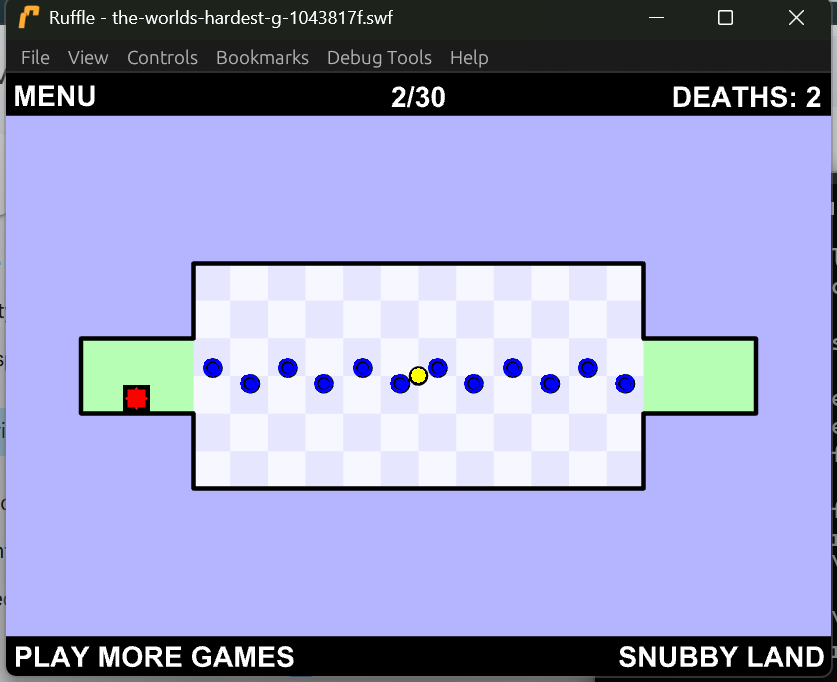 Ruffle - the-worlds-hardest-g-1043817f.swf
File View Controls Bookmarks Debug Tools Help
MENU 2/30 DEATHS: 2
PLAY MORE GAMES SNUBBY LAND